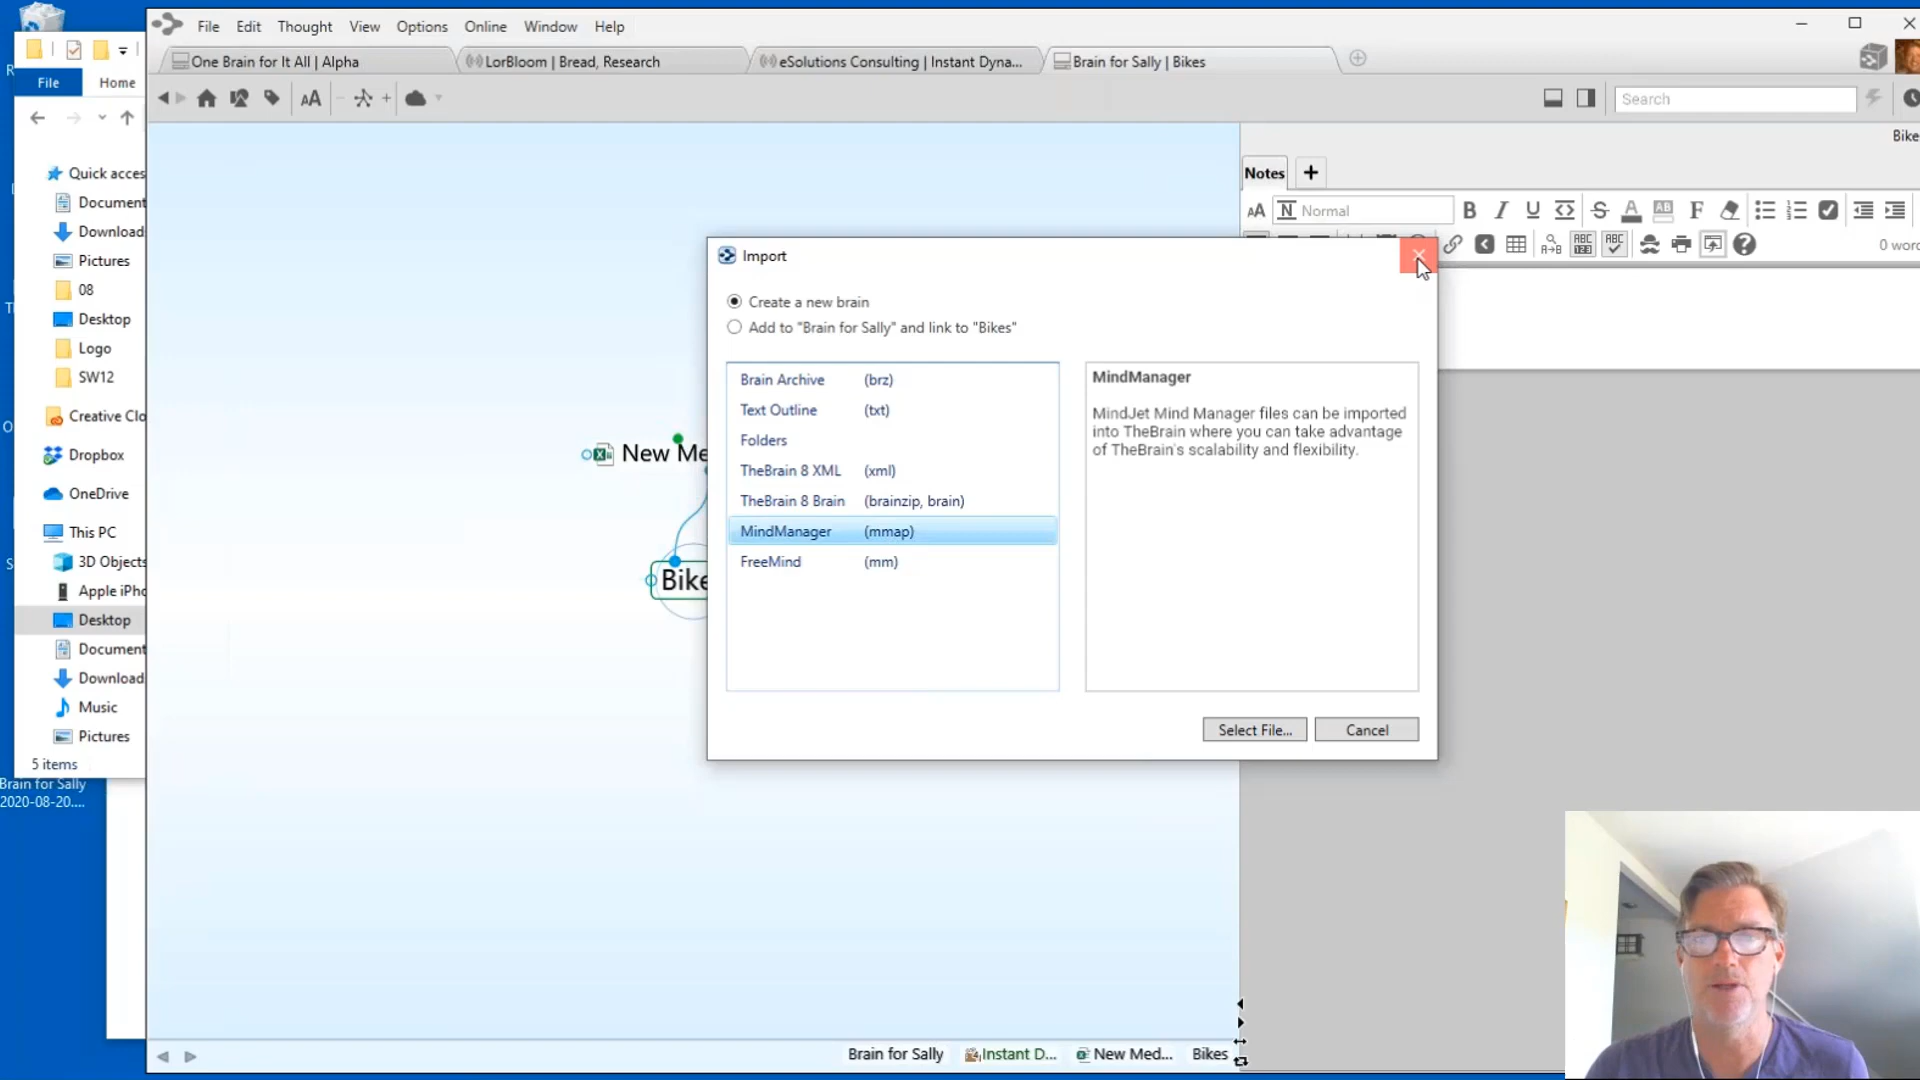 File Edit Thought View Options Online Window Help
One Brain for It All | Alpha
LorBloom | Bread, Research
eSolutions Consulting | Instant Dyna...
Brain for Sally | Bikes
File Home
AA
Search
Bike
Notes +
AA N Normal B I U S A AB F
ABC ABC 0 word
Quick acces
Document
Download
Pictures
08
Desktop
Logo
SW12
Creative Clo
Dropbox
OneDrive
This PC
3D Objects
Apple iPho
Desktop
Document
Download
Music
Pictures
5 items
Brain for Sally
2020-08-20....
New Me
Bike
Import
Create a new brain
Add to "Brain for Sally" and link to "Bikes"
Brain Archive (brz)
Text Outline (txt)
Folders
TheBrain 8 XML (xml)
TheBrain 8 Brain (brainzip, brain)
MindManager (mmap)
FreeMind (mm)
MindManager
MindJet Mind Manager files can be imported
into TheBrain where you can take advantage
of TheBrain's scalability and flexibility.
Select File... Cancel
Brain for Sally Instant D... New Med... Bikes